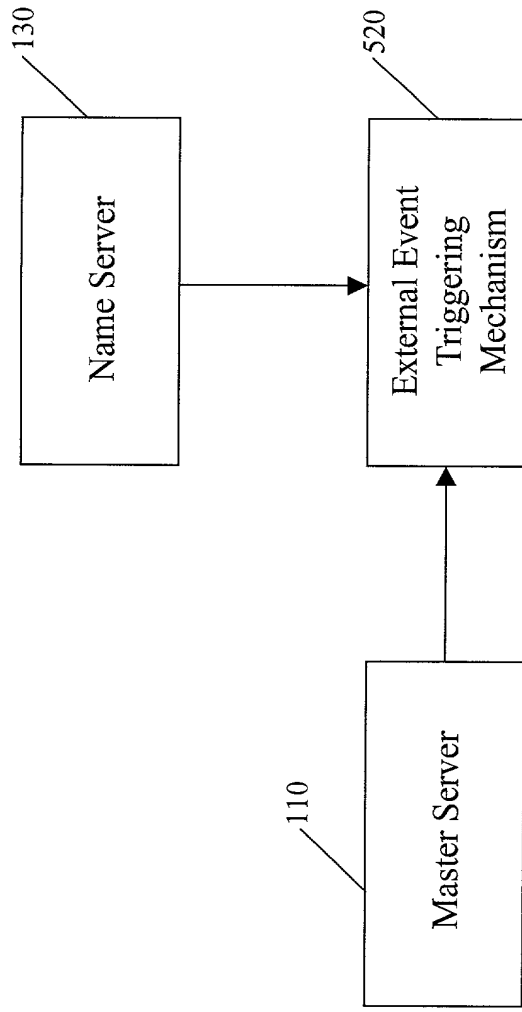 110
Master Server
130
Name Server
520
External Event
Triggering
Mechanism